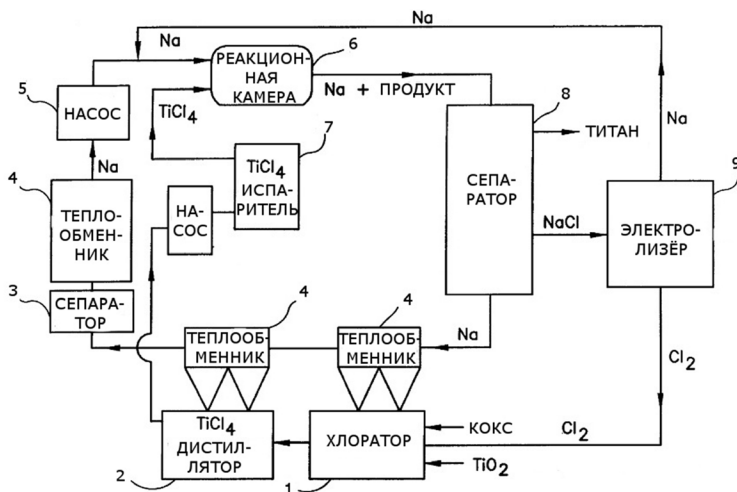 Na
Na
6
РЕАКЦИОН-
НАЯ
КАМЕРА
Na + ПРОДУКТ
5
НАСОС
TiCl4
7
8
ТИТАН
Na
9
4
Na
TiCl4
ИСПА-
РИТЕЛЬ
НА-
СОС
СЕПА-
РАТОР
ТЕПЛО-
ОБМЕН-
НИК
NaCl
ЭЛЕКТРО-
ЛИЗЁР
3
СЕПАРА-
ТОР
4
4
ТЕПЛООБ-
МЕННИК
ТЕПЛООБ-
МЕННИК
Na
Cl2
TiCl4
ДИСТИЛ-
ЛЯТОР
ХЛОРАТОР
КОКС
Cl2
TiO2
2
1